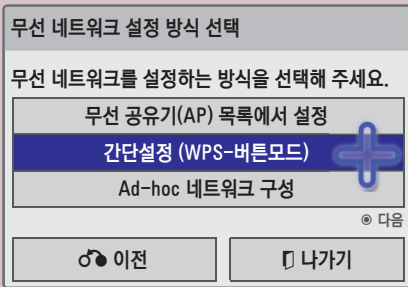 무선 네트워크 설정 방식 선택
무선 네트워크를 설정하는 방식을 선택해 주세요.
무선 공유기(AP) 목록에서 설정
간단설정 (WPS-버튼모드)
Ad-hoc 네트워크 구성
◉ 다음
이전
나가기